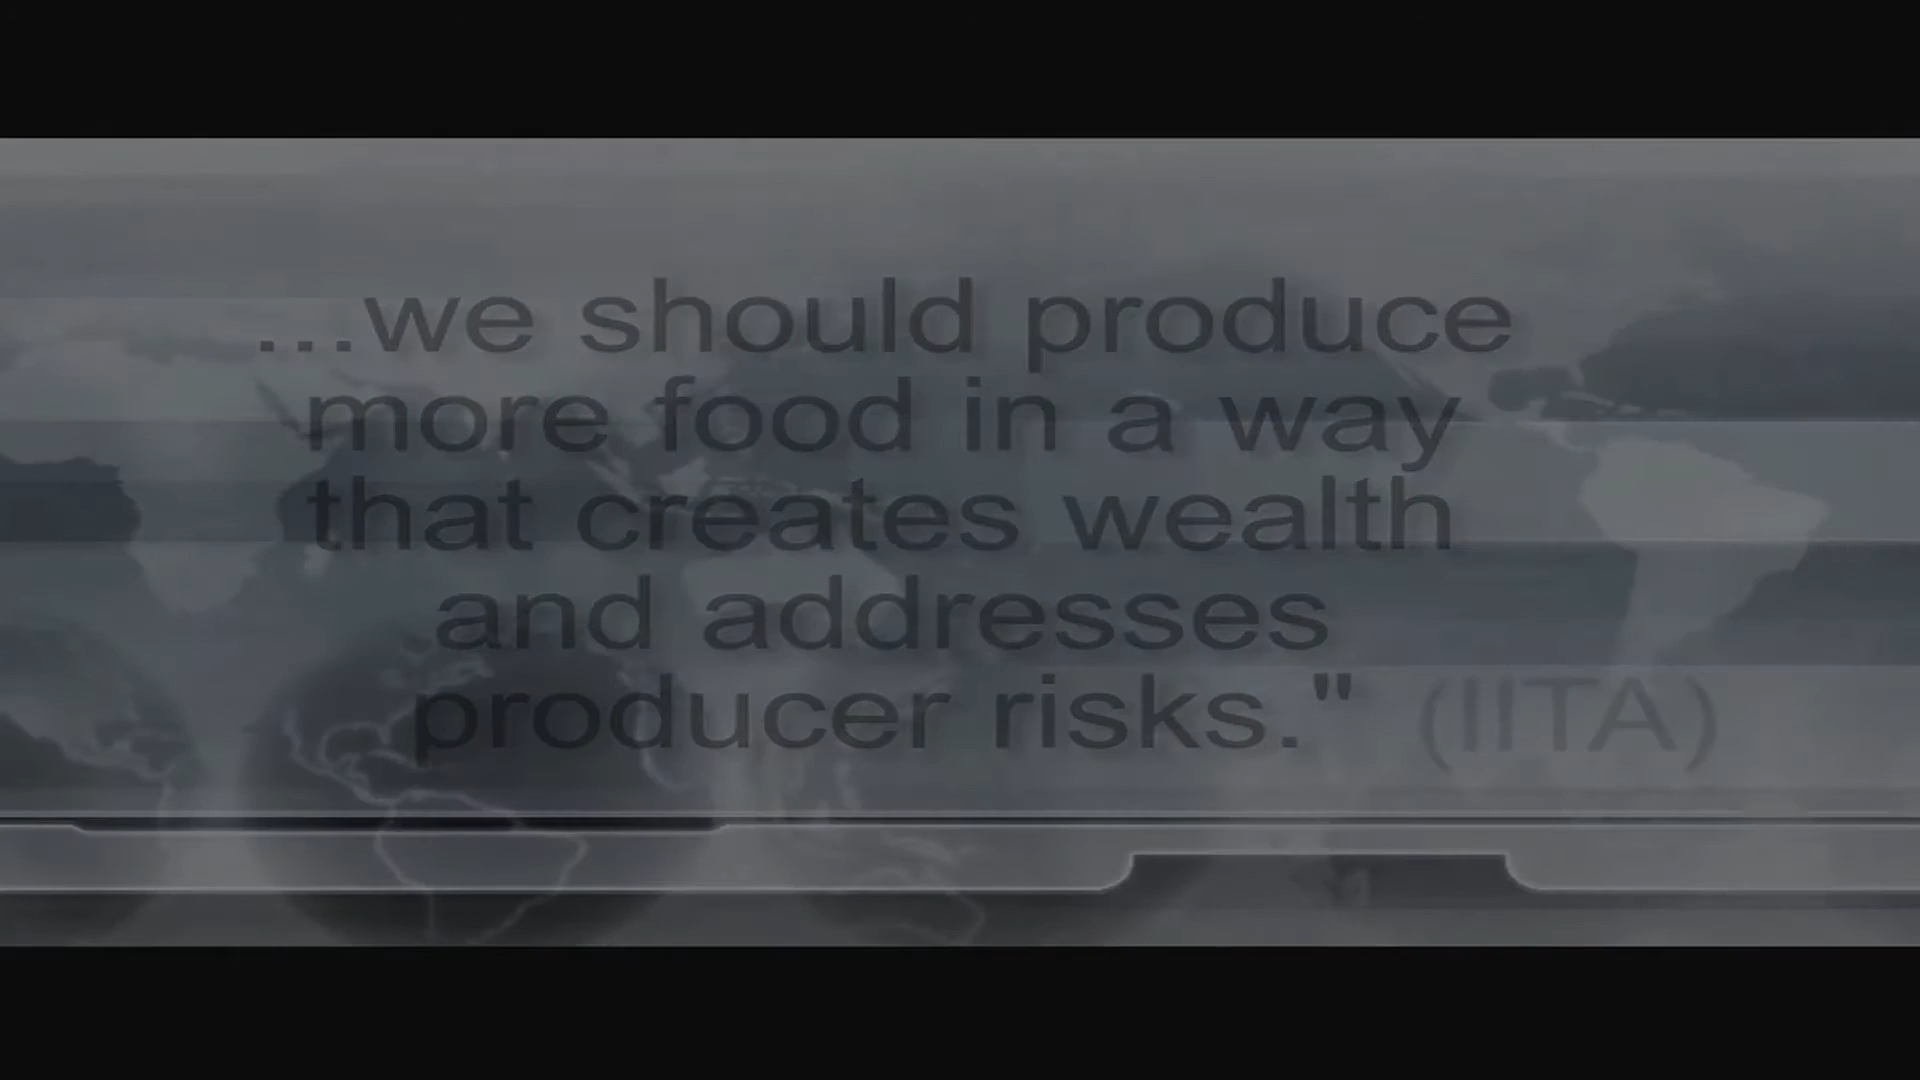 ...we should produce
more food in a way
that creates wealth
and addresses
producer risks." (IITA)